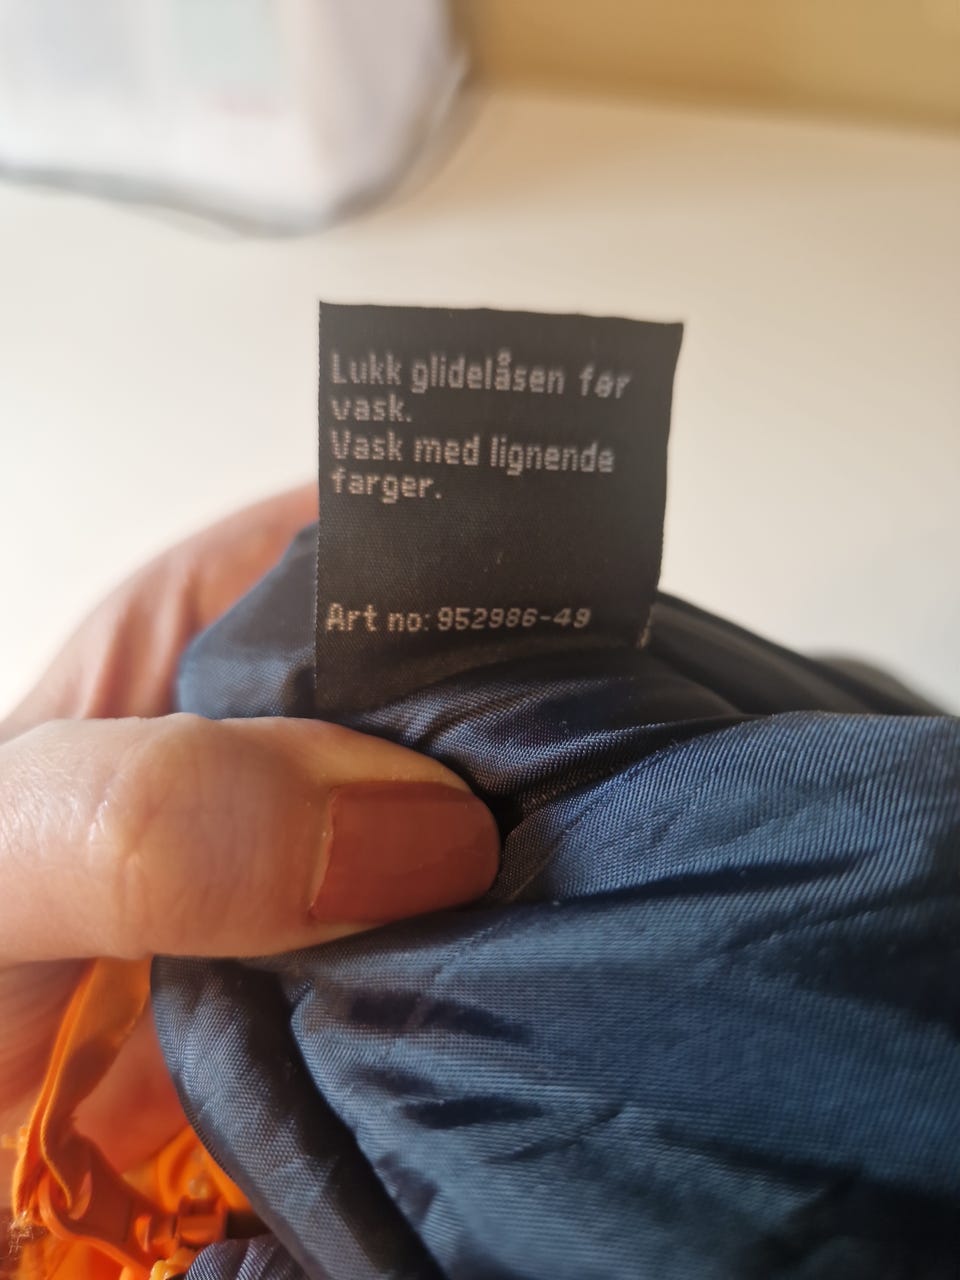 Lukk glidelåsen før
vask.
Vask med lignende
farger.
Art no: 952986-49